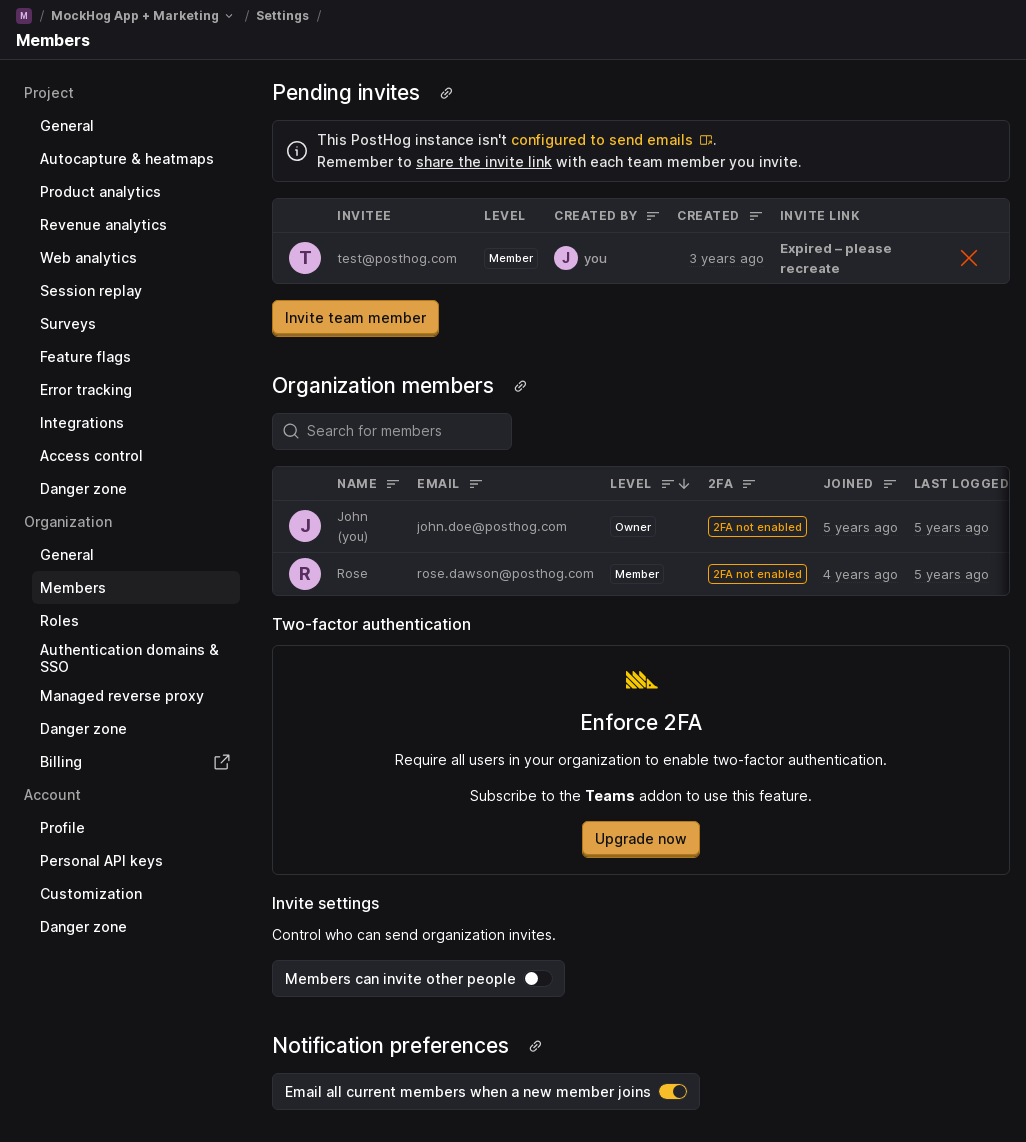 M / MockHog App + Marketing / Settings /
Members
Project
General
Autocapture & heatmaps
Product analytics
Revenue analytics
Web analytics
Session replay
Surveys
Feature flags
Error tracking
Integrations
Access control
Danger zone
Organization
General
Members
Roles
Authentication domains &
SSO
Managed reverse proxy
Danger zone
Billing
Account
Profile
Personal API keys
Customization
Danger zone
Pending invites
This PostHog instance isn't configured to send emails.
Remember to share the invite link with each team member you invite.
INVITEE LEVEL CREATED BY CREATED INVITE LINK
T test@posthog.com Member J you 3 years ago Expired – please
recreate
Invite team member
Organization members
Search for members
NAME EMAIL LEVEL 2FA JOINED LAST LOGGED
J John
(you) john.doe@posthog.com Owner 2FA not enabled 5 years ago 5 years ago
R Rose rose.dawson@posthog.com Member 2FA not enabled 4 years ago 5 years ago
Two-factor authentication
Enforce 2FA
Require all users in your organization to enable two-factor authentication.
Subscribe to the Teams addon to use this feature.
Upgrade now
Invite settings
Control who can send organization invites.
Members can invite other people
Notification preferences
Email all current members when a new member joins